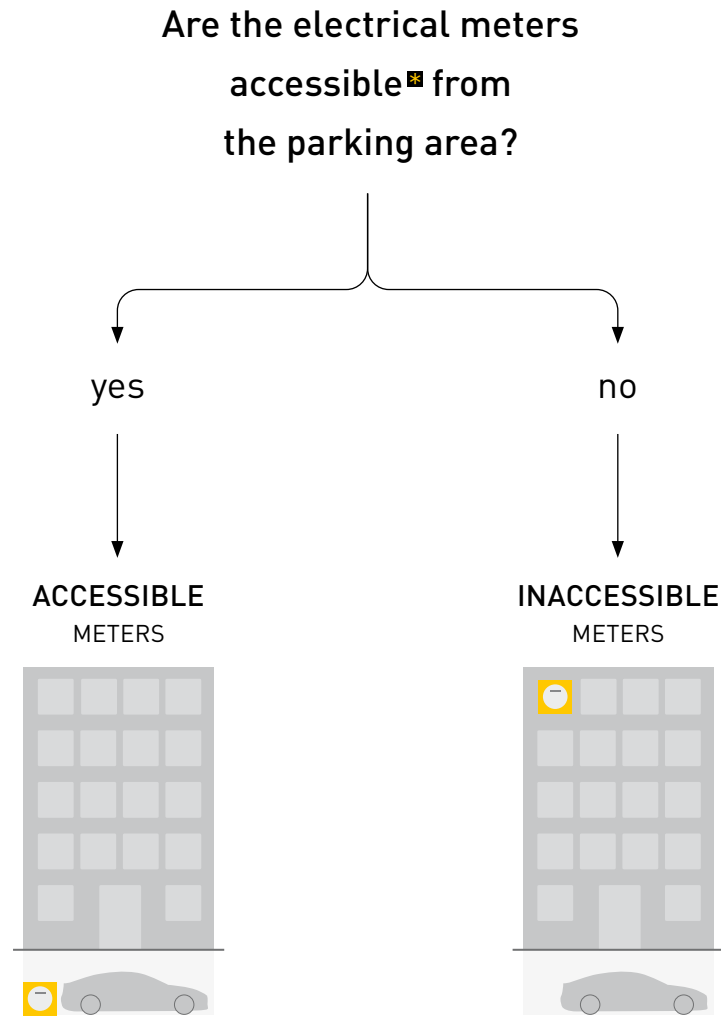 Are the electrical meters
accessible* from
the parking area?
yes
no
ACCESSIBLE
METERS
INACCESSIBLE
METERS